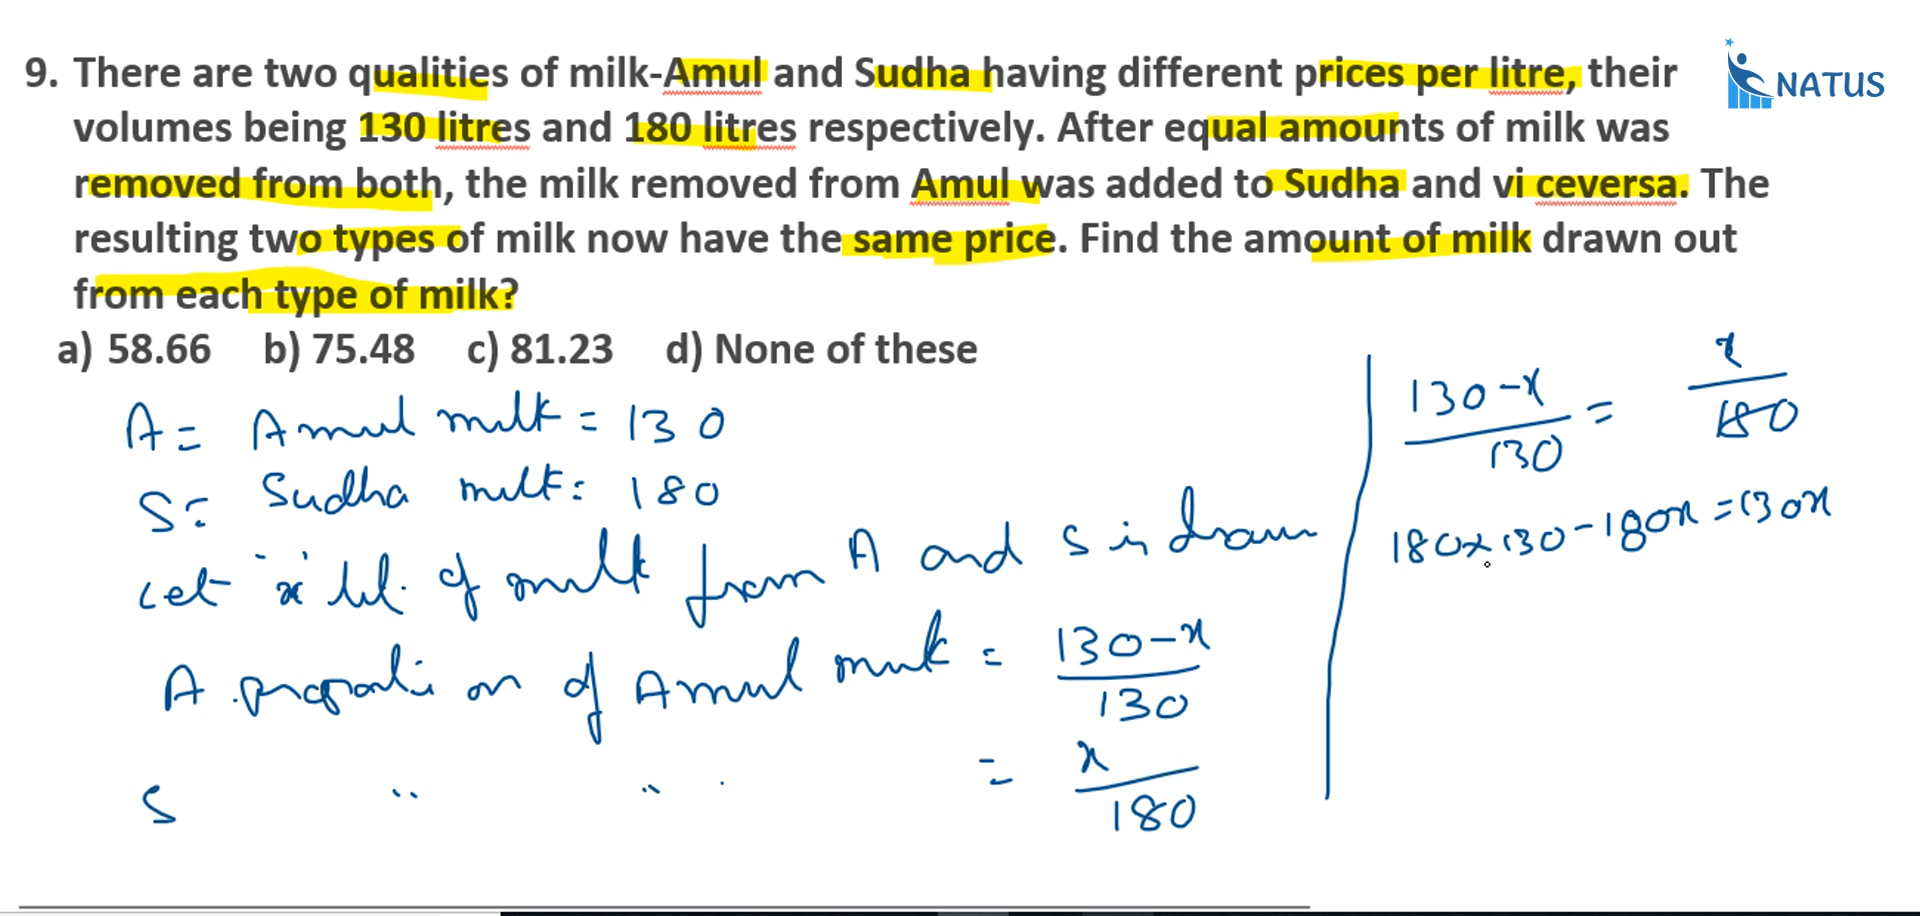 NATUS
9. There are two qualities of milk-Amul and Sudha having different prices per litre, their
volumes being 130 litres and 180 litres respectively. After equal amounts of milk was
removed from both, the milk removed from Amul was added to Sudha and vi ceversa. The
resulting two types of milk now have the same price. Find the amount of milk drawn out
from each type of milk?
a) 58.66 b) 75.48 c) 81.23 d) None of these
A = Amul milk = 130
S = Sudha milk = 180
Let 'x' lit. of milk from A and S is drawn
A proportion of Amul milk = 130-x
130
S " " = x
180
130-x = x
130 180
180x130-180x=130x